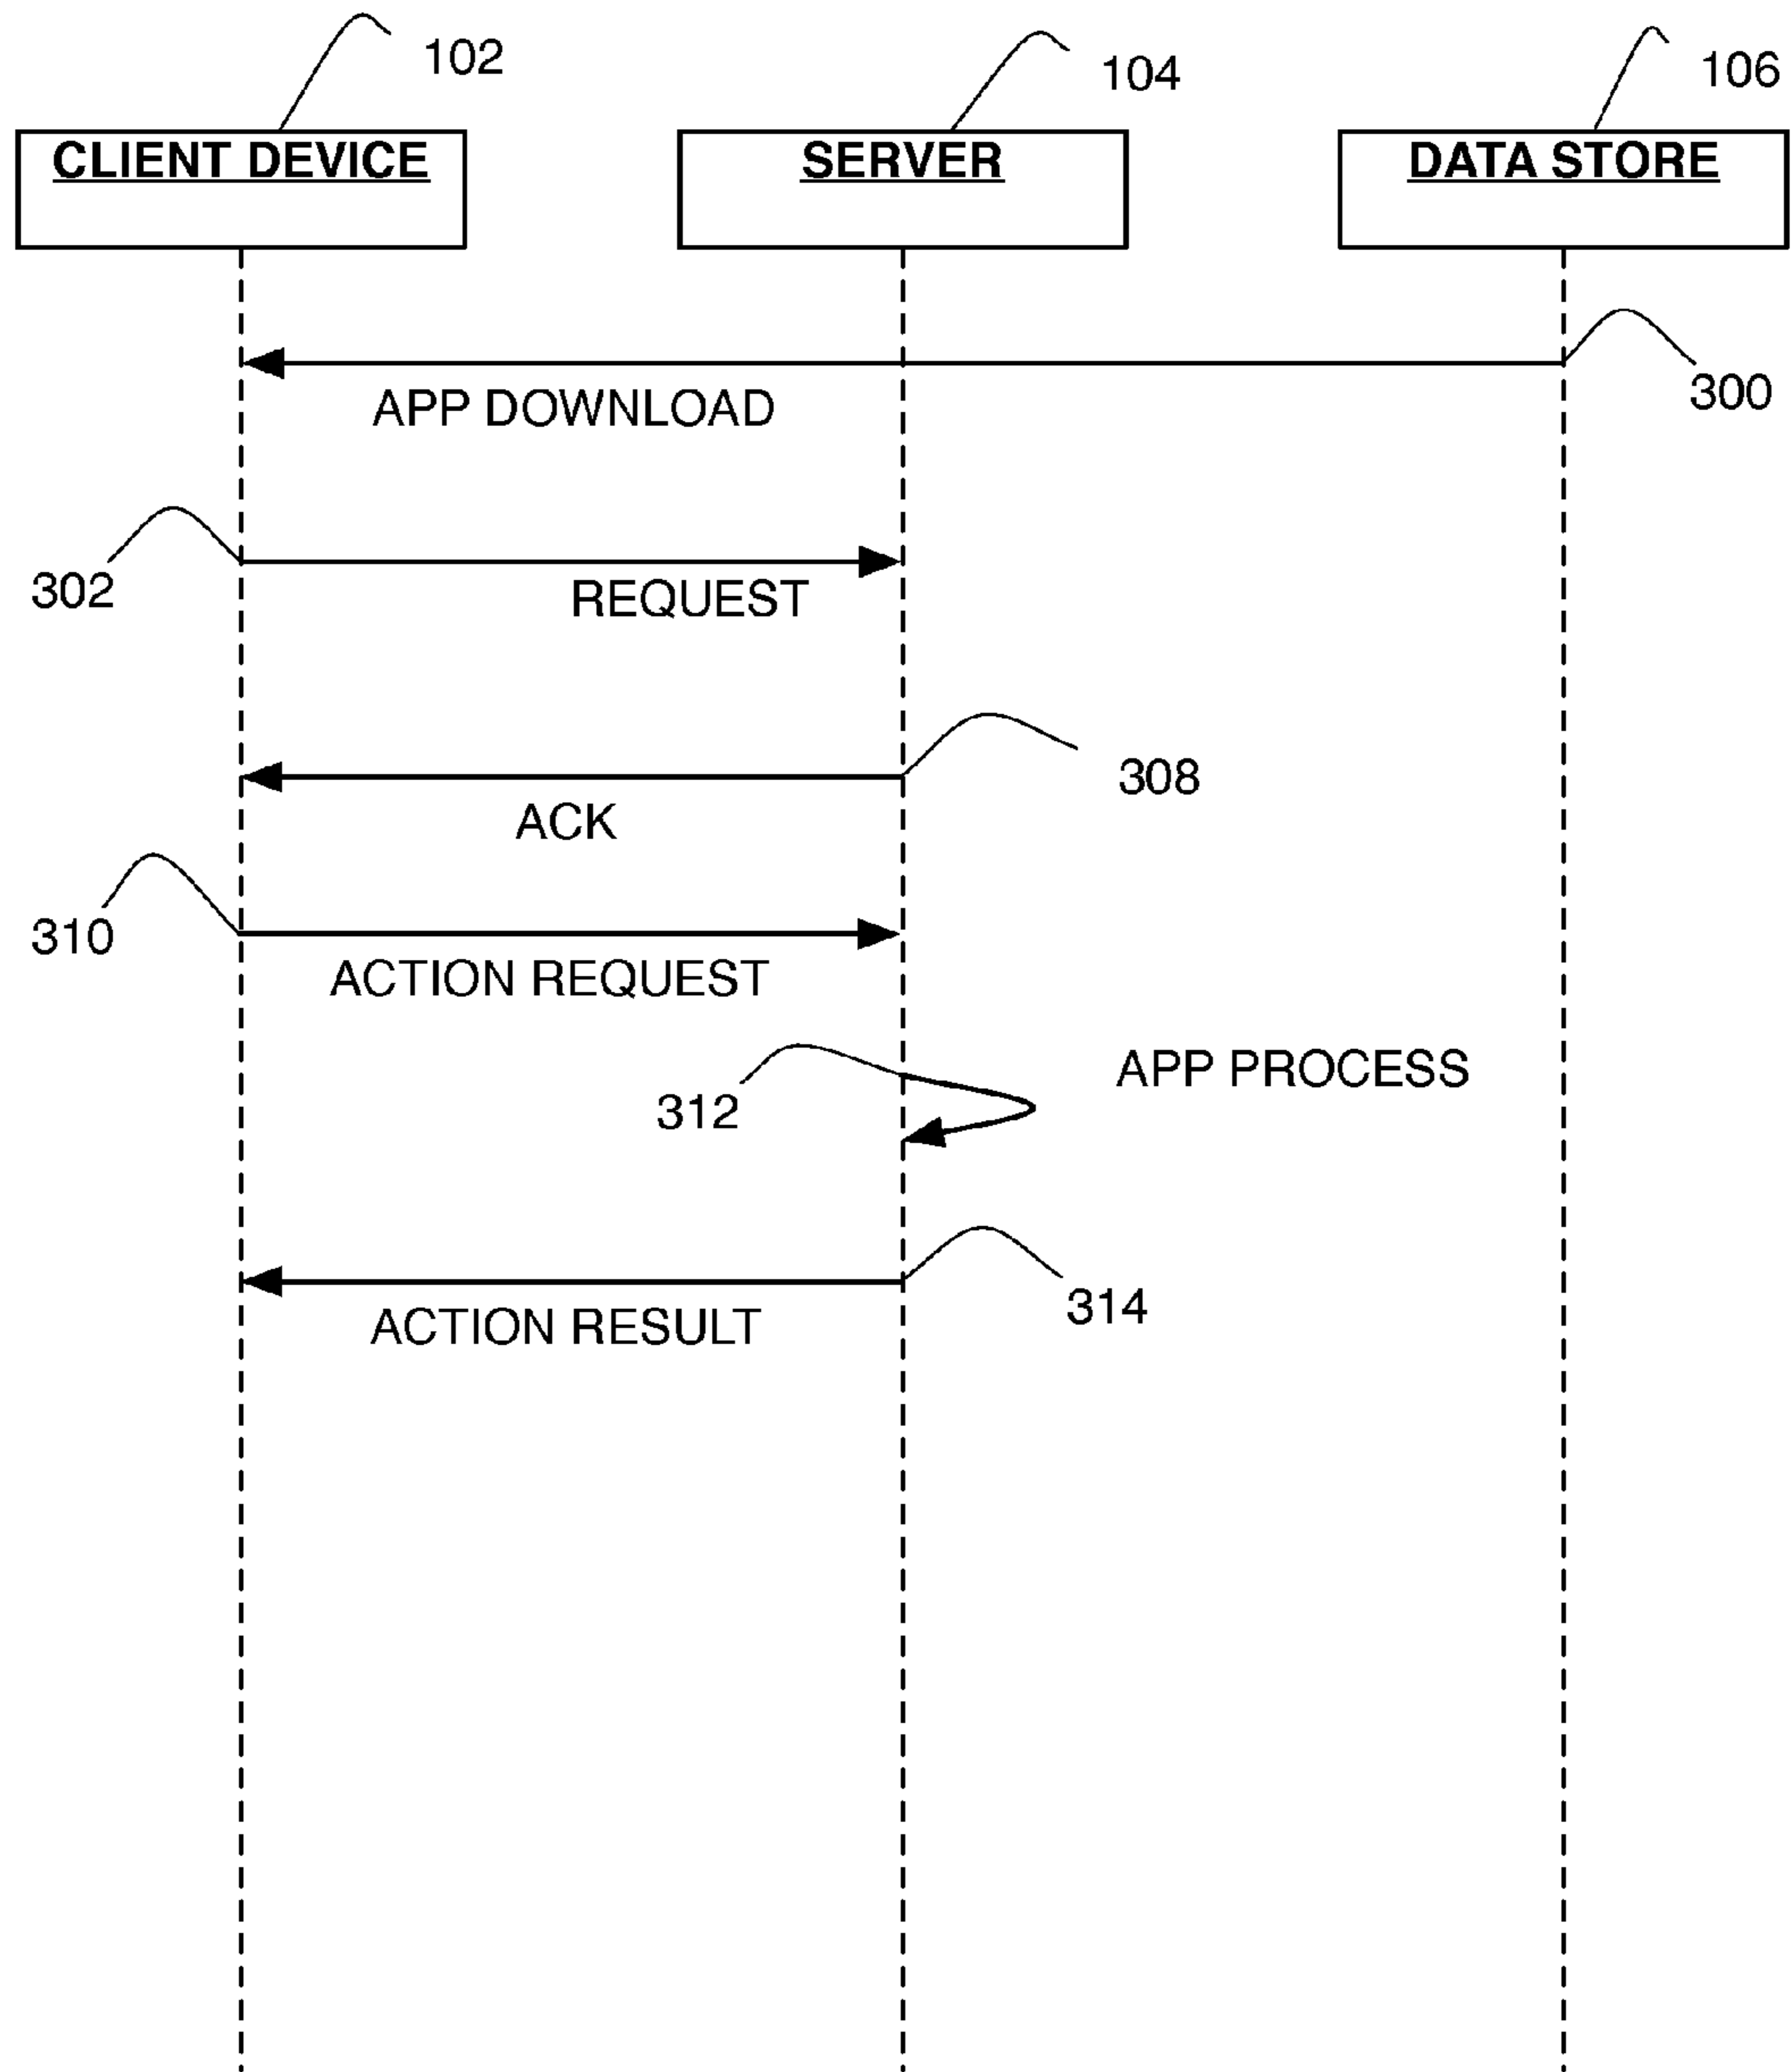 102
104
106
CLIENT DEVICE
SERVER
DATA STORE
APP DOWNLOAD
300
302
REQUEST
308
ACK
310
ACTION REQUEST
APP PROCESS
312
314
ACTION RESULT